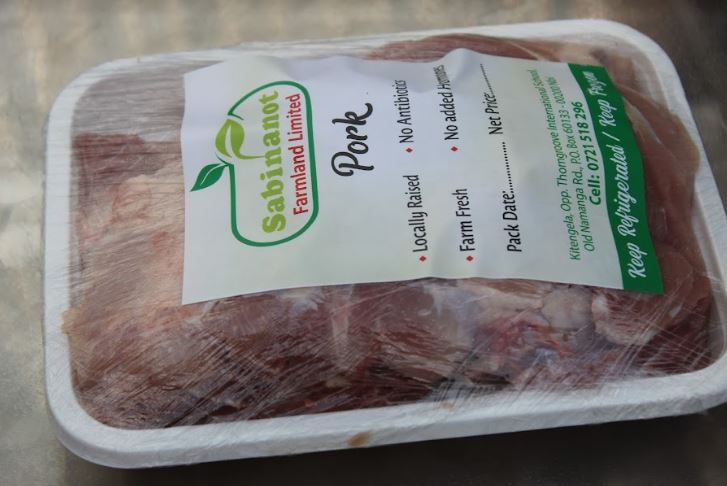 Sabinanot
Farmland Limited
Pork
Locally Raised
No Antibiotics
Farm Fresh
No added Hormones
Pack Date:............... Net Price............
Kitengela, Opp. Thorngroove International School,
Old Namanga Rd., P.O. Box 60133 - 00200 Nbi
Cell: 0721 518 296
Keep Refrigerated / Keep Frozen